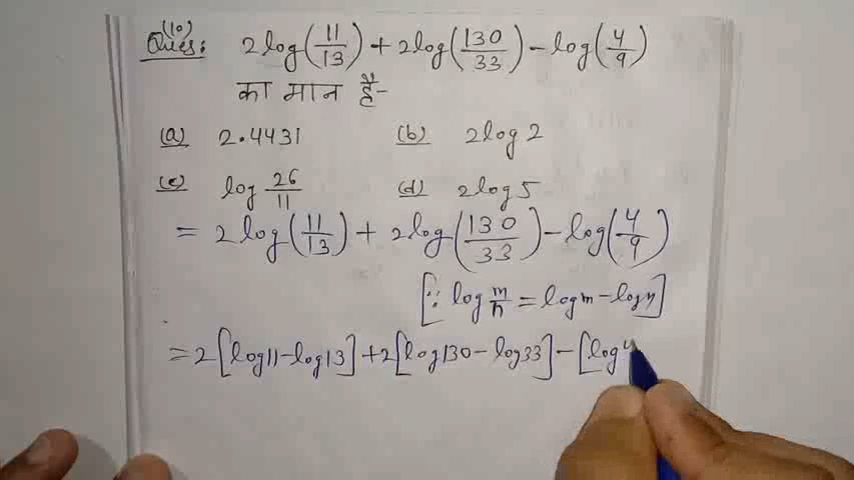 (10)
Ques: 2log(11/13) + 2log(130/33) - log(4/9)
का मान है-
(a) 2.4431 (b) 2log2
(c) log 26/11 (d) 2log5
= 2log(11/13) + 2log(130/33) - log(4/9)
[∵ log m/n = log m - log n]
= 2[log11 - log13] + 2[log130 - log33] - [log4